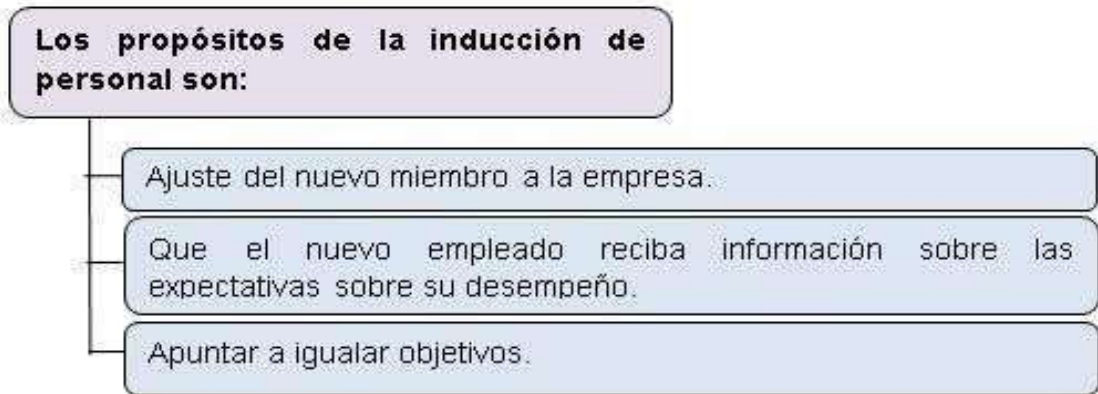 Los propósitos de la inducción de
personal son:
Ajuste del nuevo miembro a la empresa.
Que el nuevo empleado reciba información sobre las
expectativas sobre su desempeño.
Apuntar a igualar objetivos.